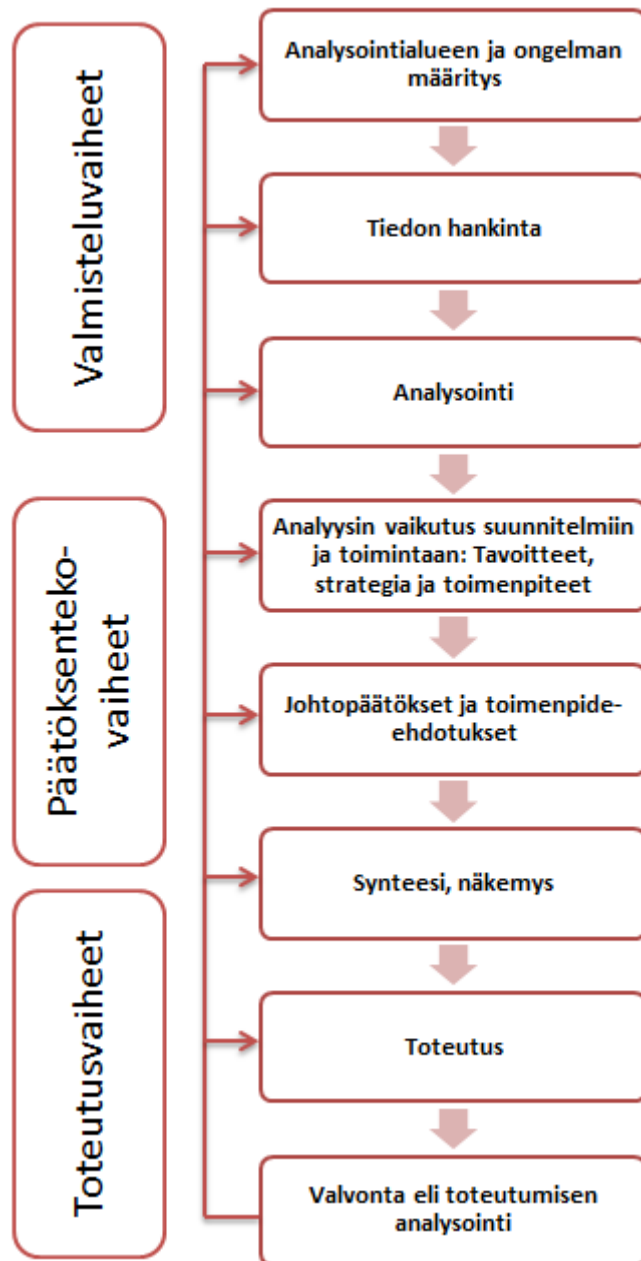 Valmisteluvaiheet
Analysointialueen ja ongelman
määritys
Tiedon hankinta
Analysointi
Päätöksenteko-
vaiheet
Analyysin vaikutus suunnitelmiin
ja toimintaan: Tavoitteet,
strategia ja toimenpiteet
Johtopäätökset ja toimenpide-
ehdotukset
Synteesi, näkemys
Toteutusvaiheet
Toteutus
Valvonta eli toteutumisen
analysointi